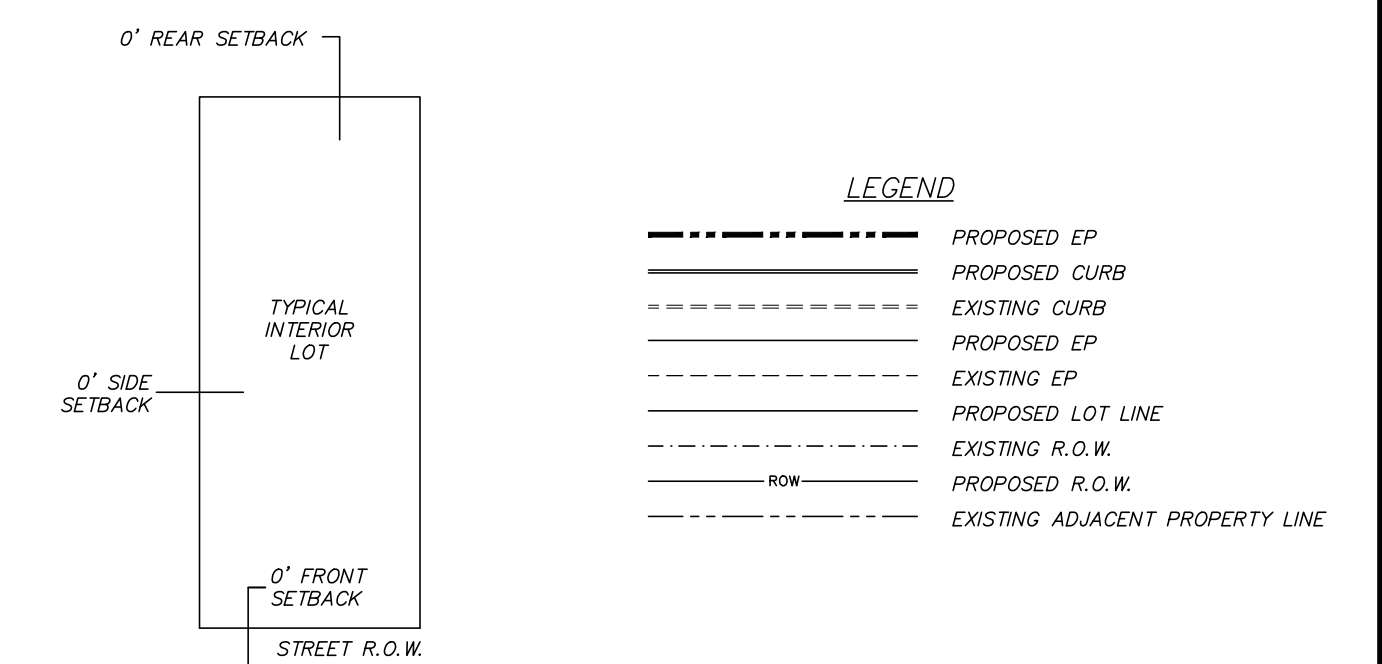 0' REAR SETBACK
TYPICAL
INTERIOR
LOT
0' SIDE
SETBACK
0' FRONT
SETBACK
STREET R.O.W.
LEGEND
PROPOSED EP
PROPOSED CURB
EXISTING CURB
PROPOSED EP
EXISTING EP
PROPOSED LOT LINE
EXISTING R.O.W.
ROW PROPOSED R.O.W.
EXISTING ADJACENT PROPERTY LINE